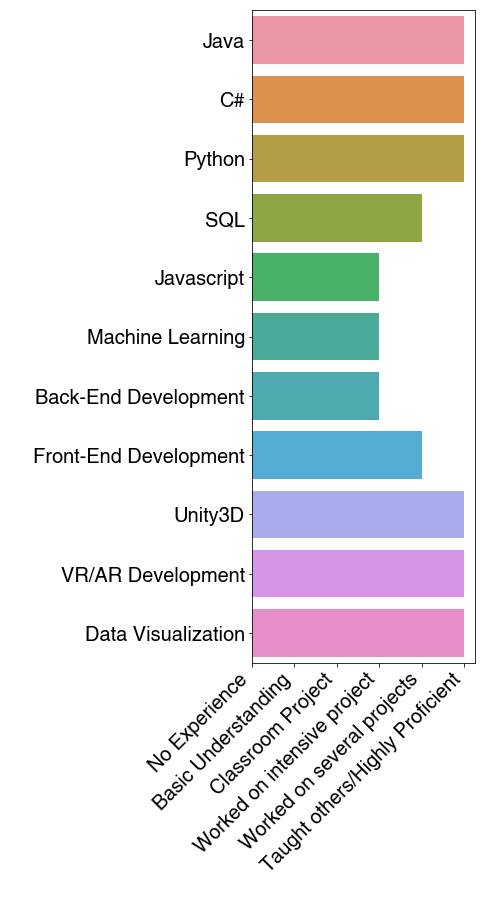 Java
C#
Python
SQL
Javascript
Machine Learning
Back-End Development
Front-End Development
Unity3D
VR/AR Development
Data Visualization
No Experience
Basic Understanding
Classroom Project
Worked on intensive project
Worked on several projects
Taught others/Highly Proficient